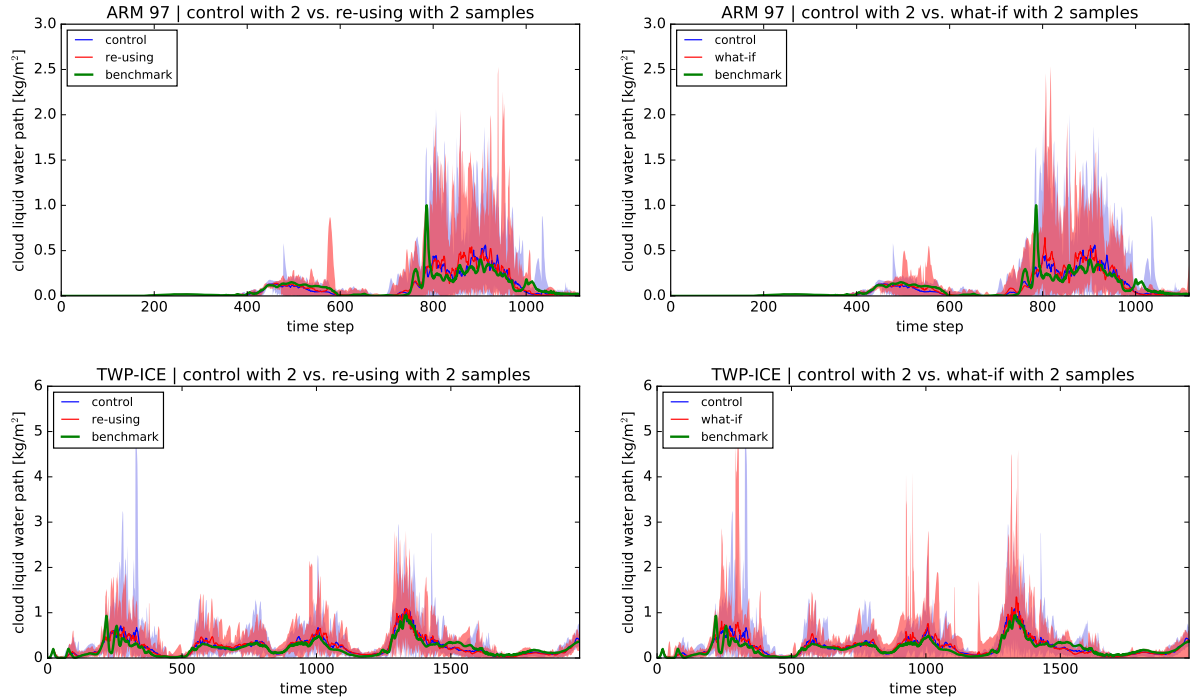 ARM 97 | control with 2 vs. re-using with 2 samples
cloud liquid water path [kg/m²]
3.0
2.5
2.0
1.5
1.0
0.5
0.0
control
re-using
benchmark
0 200 400 600 800 1000
time step
ARM 97 | control with 2 vs. what-if with 2 samples
cloud liquid water path [kg/m²]
3.0
2.5
2.0
1.5
1.0
0.5
0.0
control
what-if
benchmark
0 200 400 600 800 1000
time step
TWP-ICE | control with 2 vs. re-using with 2 samples
cloud liquid water path [kg/m²]
6
5
4
3
2
1
0
control
re-using
benchmark
0 500 1000 1500
time step
TWP-ICE | control with 2 vs. what-if with 2 samples
cloud liquid water path [kg/m²]
6
5
4
3
2
1
0
control
what-if
benchmark
0 500 1000 1500
time step